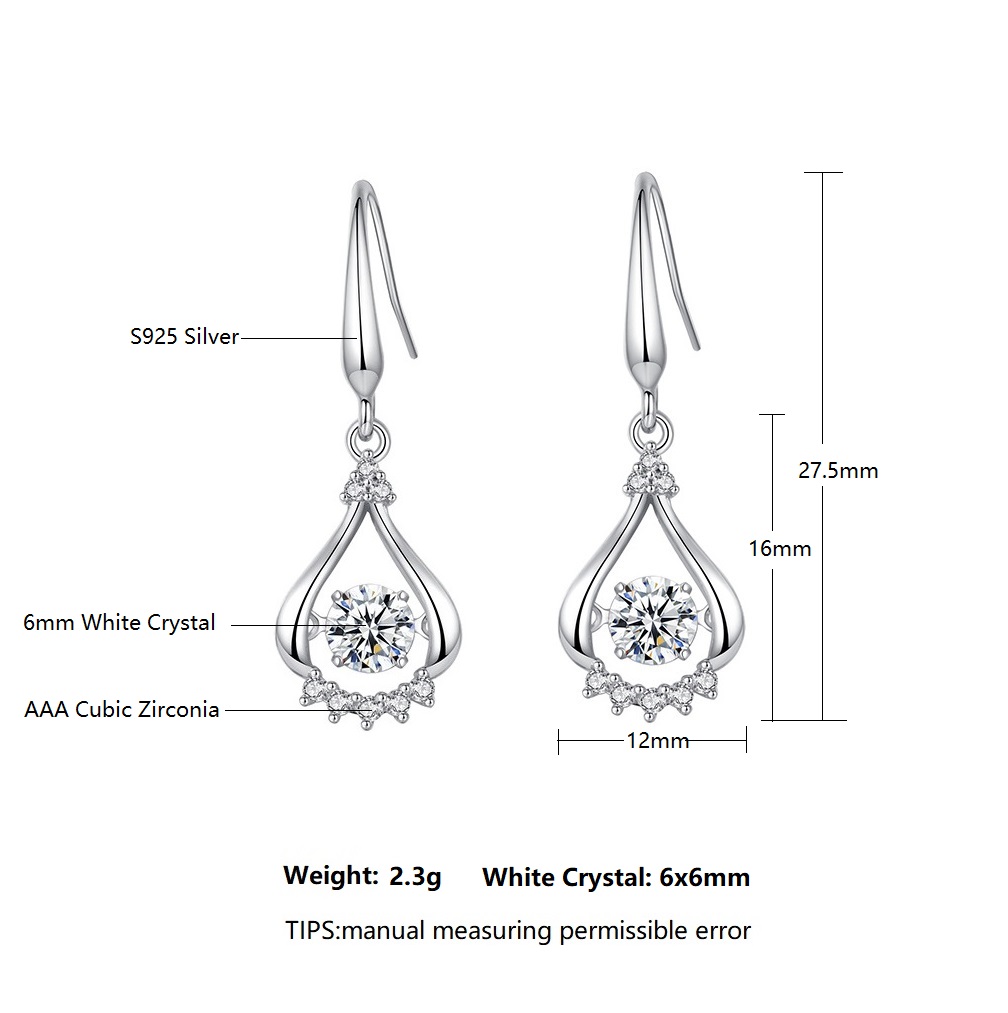 S925 Silver
27.5mm
16mm
6mm White Crystal
AAA Cubic Zirconia
12mm
Weight: 2.3g White Crystal: 6x6mm
TIPS:manual measuring permissible error